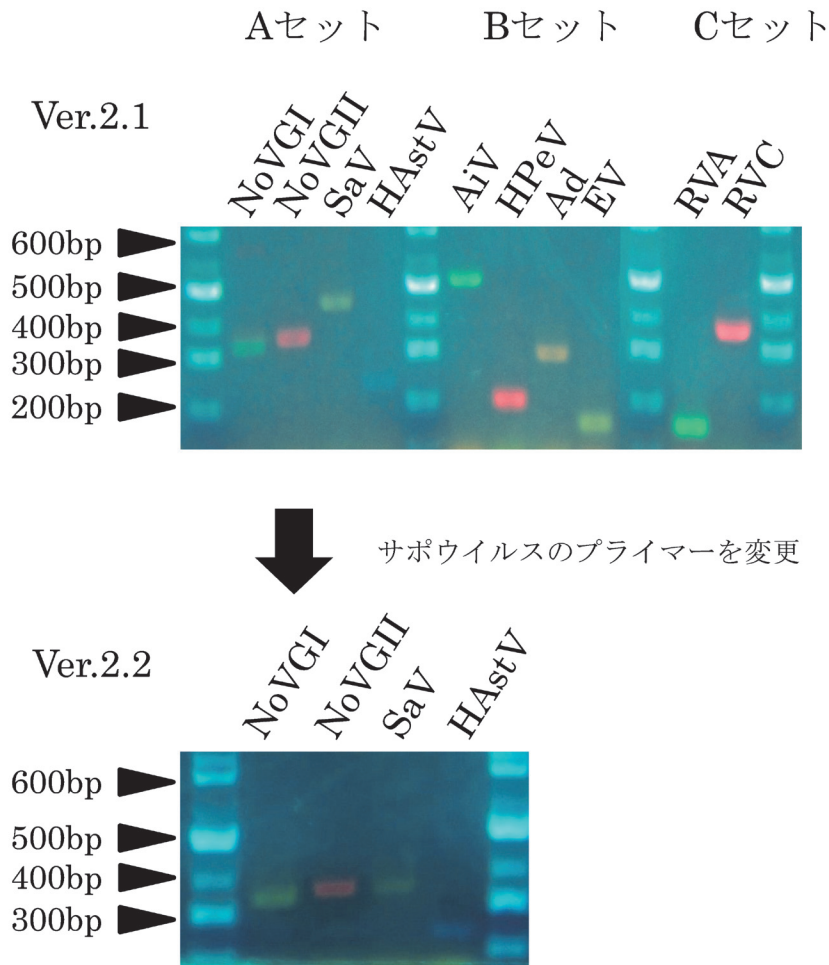 Aセット Bセット Cセット
Ver.2.1
NoVGI NoVGII SaV HAstV AiV HPeV Ad EV RVA RVC
600bp
500bp
400bp
300bp
200bp
サポウイルスのプライマーを変更
Ver.2.2
NoVGI NoVGII SaV HAstV
600bp
500bp
400bp
300bp